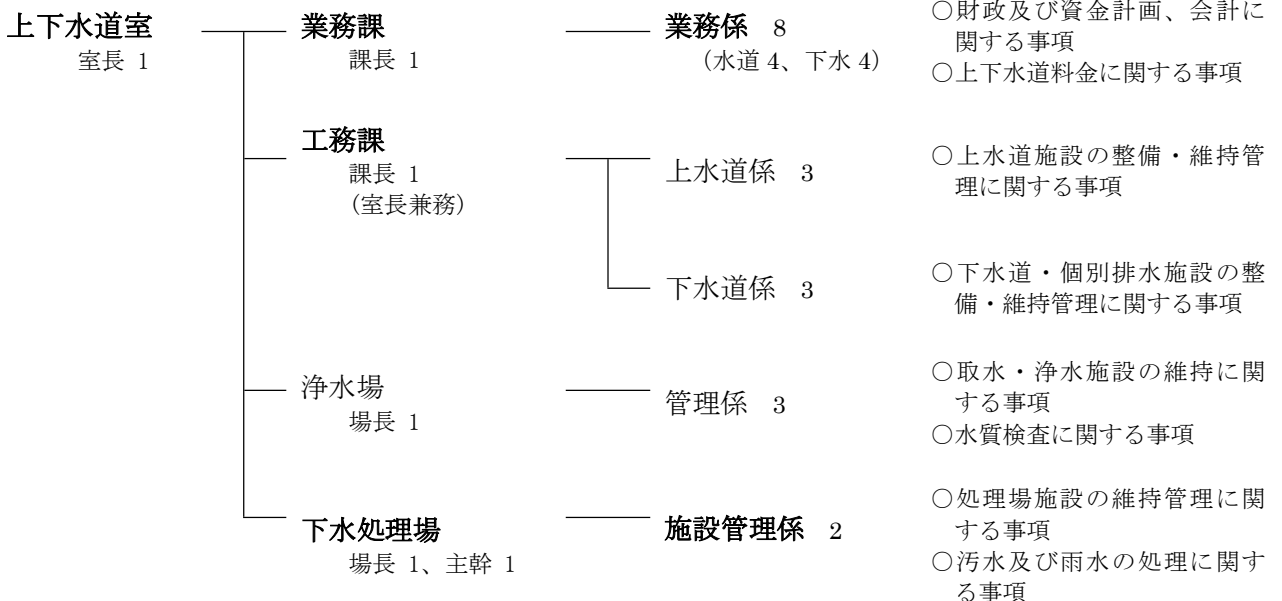 上下水道室
室長 1
業務課
課長 1
業務係 8
(水道 4、下水 4)
○財政及び資金計画、会計に
関する事項
○上下水道料金に関する事項
工務課
課長 1
(室長兼務)
上水道係 3
○上水道施設の整備・維持管
理に関する事項
下水道係 3
○下水道・個別排水施設の整
備・維持管理に関する事項
浄水場
場長 1
管理係 3
○取水・浄水施設の維持に関
する事項
○水質検査に関する事項
下水処理場
場長 1、主幹 1
施設管理係 2
○処理場施設の維持管理に関
する事項
○汚水及び雨水の処理に関す
る事項